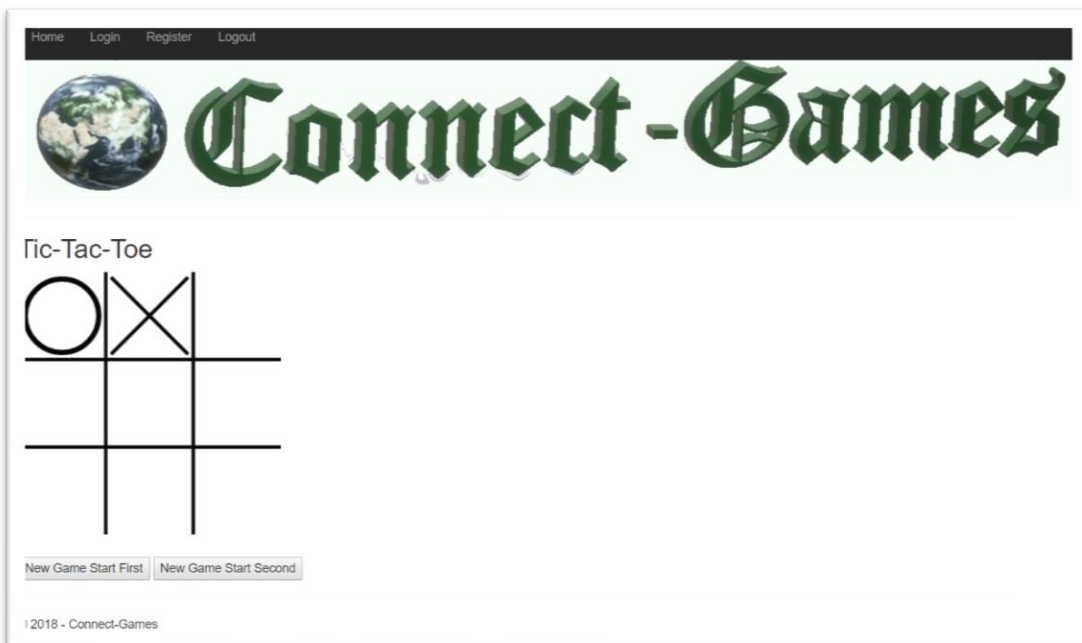 Home Login Register Logout
Connect-Games
Tic-Tac-Toe
New Game Start First New Game Start Second
© 2018 - Connect-Games